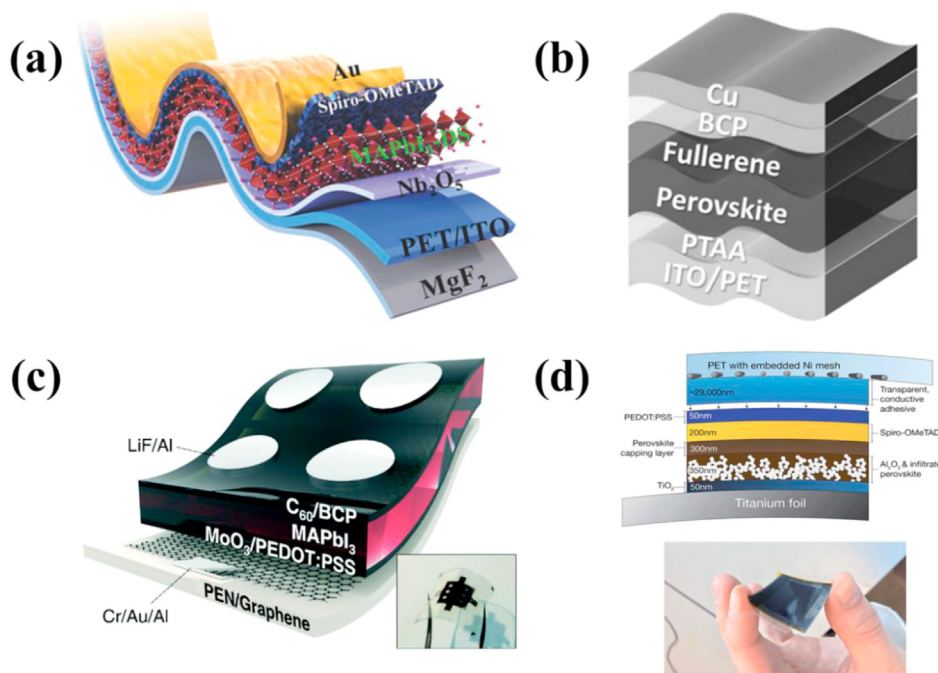 (a)
Au
Spiro-OMeTAD
MAPbI₃-DS
Nb₂O₅
PET/ITO
MgF₂
(b)
Cu
BCP
Fullerene
Perovskite
PTAA
ITO/PET
(c)
LiF/Al
C₆₀/BCP
MAPbI₃
MoO₃/PEDOT:PSS
Cr/Au/Al
PEN/Graphene
(d)
PET with embedded Ni mesh
~29,000nm
Transparent,
conductive
adhesive
PEDOT:PSS
50nm
200nm
Spiro-OMeTAD
Perovskite
capping layer
300nm
350nm
Al₂O₃ & infiltrated
perovskite
TiOₓ
50nm
Titanium foil